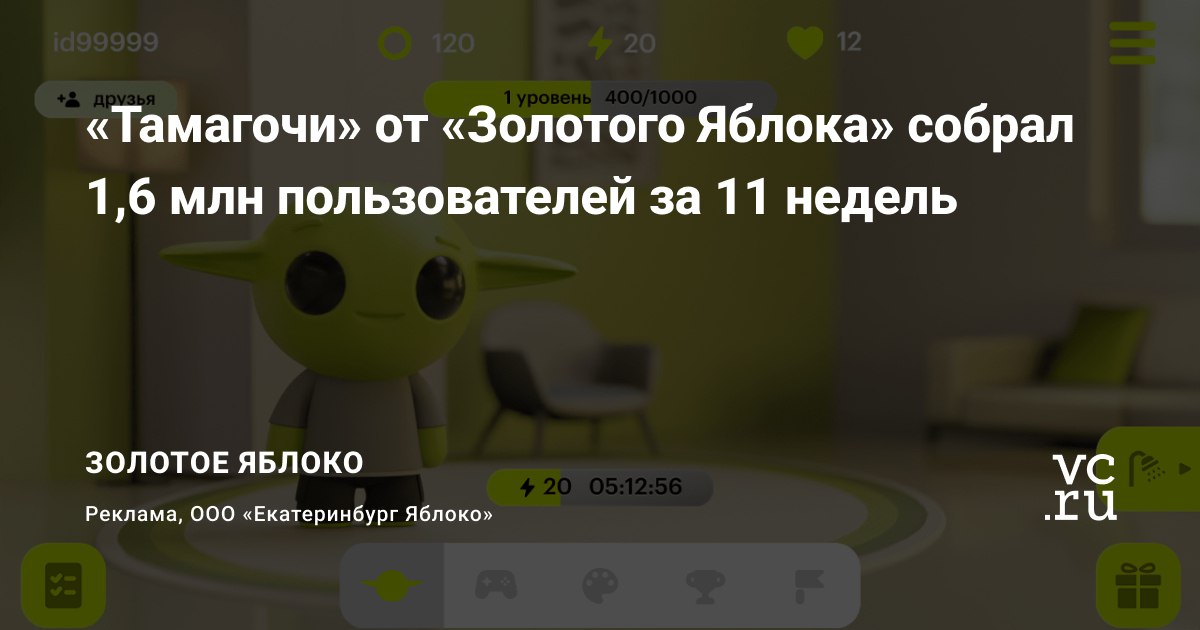 id99999
120
20
12
друзья
1 уровень 400/1000
«Тамагочи» от «Золотого Яблока» собрал
1,6 млн пользователей за 11 недель
ЗОЛОТОЕ ЯБЛОКО
Реклама, ООО «Екатеринбург Яблоко»
20 05:12:56
vc
.ru